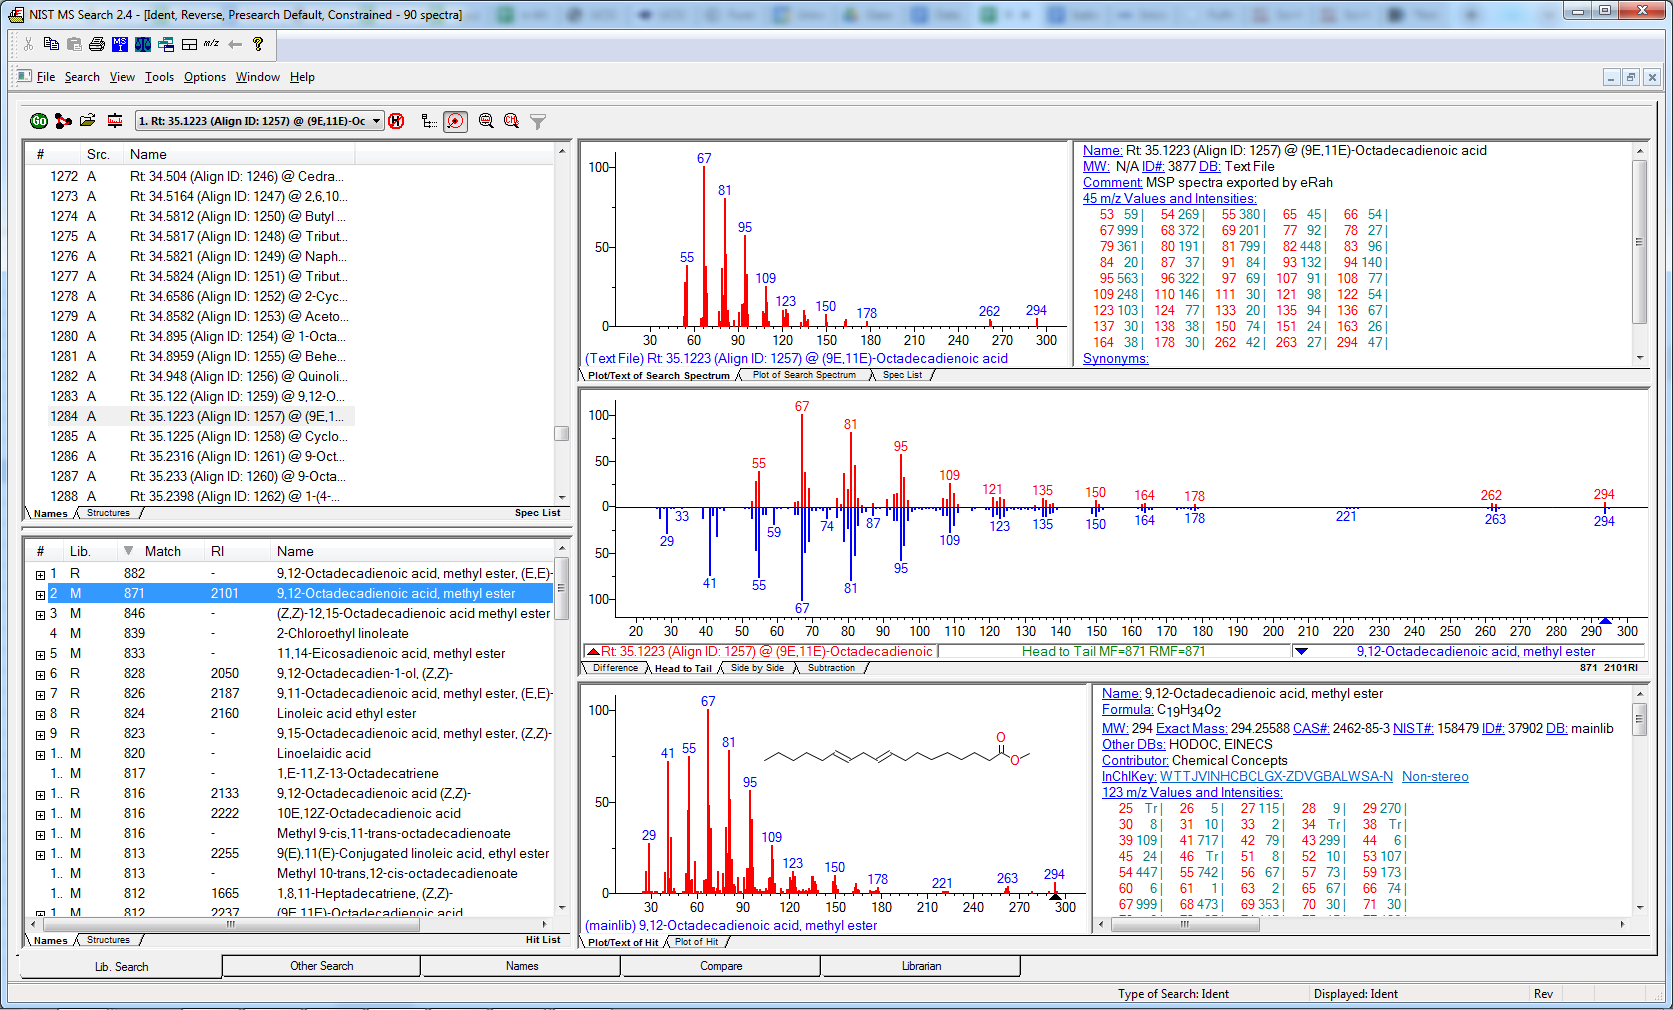 NIST MS Search 2.4 - [Ident, Reverse, Presearch Default, Constrained - 90 spectra]
File Search View Tools Options Window Help
1. Rt: 35.1223 (Align ID: 1257) @ (9E,11E)-Oc
# Src. Name
1272 A Rt: 34.504 (Align ID: 1246) @ Cedra...
1273 A Rt: 34.5164 (Align ID: 1247) @ 2,6,10...
1274 A Rt: 34.5812 (Align ID: 1250) @ Butyl ...
1275 A Rt: 34.5817 (Align ID: 1248) @ Tribut...
1276 A Rt: 34.5821 (Align ID: 1249) @ Naph...
1277 A Rt: 34.5824 (Align ID: 1251) @ Tribut...
1278 A Rt: 34.6586 (Align ID: 1252) @ 2-Cyc...
1279 A Rt: 34.8582 (Align ID: 1253) @ Aceto...
1280 A Rt: 34.895 (Align ID: 1254) @ 1-Octa...
1281 A Rt: 34.8959 (Align ID: 1255) @ Behe...
1282 A Rt: 34.948 (Align ID: 1256) @ Quinoli...
1283 A Rt: 35.122 (Align ID: 1259) @ 9,12-O...
1284 A Rt: 35.1223 (Align ID: 1257) @ (9E,1...
1285 A Rt: 35.1225 (Align ID: 1258) @ Cyclo...
1286 A Rt: 35.2316 (Align ID: 1261) @ 9-Oct...
1287 A Rt: 35.233 (Align ID: 1260) @ 9-Octa...
1288 A Rt: 35.2398 (Align ID: 1262) @ 1-(4-...
Names Structures Spec List
# Lib. Match RI Name
1 R 882 - 9,12-Octadecadienoic acid, methyl ester, (E,E)-
2 M 871 2101 9,12-Octadecadienoic acid, methyl ester
3 M 846 - (Z,Z)-12,15-Octadecadienoic acid methyl ester
4 M 839 - 2-Chloroethyl linoleate
5 M 833 - 11,14-Eicosadienoic acid, methyl ester
6 R 828 2050 9,12-Octadecadien-1-ol, (Z,Z)-
7 R 826 2187 9,11-Octadecadienoic acid, methyl ester, (E,E)-
8 R 824 2160 Linoleic acid ethyl ester
9 R 823 - 9,15-Octadecadienoic acid, methyl ester, (Z,Z)-
1.. M 820 - Linoelaidic acid
1.. M 817 - 1,E-11,Z-13-Octadecatriene
1.. R 816 2133 9,12-Octadecadienoic acid (Z,Z)-
1.. M 816 2222 10E,12Z-Octadecadienoic acid
1.. M 816 - Methyl 9-cis,11-trans-octadecadienoate
1.. M 813 2255 9(E),11(E)-Conjugated linoleic acid, ethyl ester
1.. M 813 - Methyl 10-trans,12-cis-octadecadienoate
1.. M 812 1665 1,8,11-Heptadecatriene, (Z,Z)-
1.. M 812 2237 (9E,11E)-Octadecadienoic acid
Names Structures Hit List
100
50
0
67
81
95
55
109
123
150
178
262
294
30 60 90 120 150 180 210 240 270 300
(Text File) Rt: 35.1223 (Align ID: 1257) @ (9E,11E)-Octadecadienoic acid
Plot/Text of Search Spectrum Plot of Search Spectrum Spec List
Name: Rt: 35.1223 (Align ID: 1257) @ (9E,11E)-Octadecadienoic acid
MW: N/A ID#: 3877 DB: Text File
Comment: MSP spectra exported by eRah
45 m/z Values and Intensities:
53 59 | 54 269 | 55 380 | 65 45 | 66 54 |
67 999 | 68 372 | 69 201 | 77 92 | 78 27 |
79 361 | 80 191 | 81 799 | 82 448 | 83 96 |
84 20 | 87 37 | 91 84 | 93 132 | 94 140 |
95 563 | 96 322 | 97 69 | 107 91 | 108 77 |
109 248 | 110 146 | 111 30 | 121 98 | 122 54 |
123 103 | 124 77 | 133 20 | 135 94 | 136 67 |
137 30 | 138 38 | 150 74 | 151 24 | 163 26 |
164 38 | 178 30 | 262 42 | 263 27 | 294 47 |
Synonyms:
100
50
0
50
100
67
81
95
55
109
121
135
150
164
178
262
294
33
29
41
55
59
67
74
81
87
95
109
123
135
150
164
178
221
263
294
20 30 40 50 60 70 80 90 100 110 120 130 140 150 160 170 180 190 200 210 220 230 240 250 260 270 280 290 300
Rt: 35.1223 (Align ID: 1257) @ (9E,11E)-Octadecadienoic
Head to Tail MF=871 RMF=871
9,12-Octadecadienoic acid, methyl ester
Difference Head to Tail Side by Side Subtraction 871 2101RI
100
50
0
67
41
55
81
95
29
109
123
150
178
221
263
294
O
O
30 60 90 120 150 180 210 240 270 300
(mainlib) 9,12-Octadecadienoic acid, methyl ester
Plot/Text of Hit Plot of Hit
Name: 9,12-Octadecadienoic acid, methyl ester
Formula: C19H34O2
MW: 294 Exact Mass: 294.25588 CAS#: 2462-85-3 NIST#: 158479 ID#: 37902 DB: mainlib
Other DBs: HODOC, EINECS
Contributor: Chemical Concepts
InChIKey: WTTJVINHCBCLGX-ZDVGBALWSA-N Non-stereo
123 m/z Values and Intensities:
25 Tr | 26 5 | 27 115 | 28 9 | 29 270 |
30 8 | 31 10 | 33 2 | 34 Tr | 38 Tr |
39 109 | 41 717 | 42 79 | 43 299 | 44 6 |
45 24 | 46 Tr | 51 8 | 52 10 | 53 107 |
54 447 | 55 742 | 56 67 | 57 73 | 59 173 |
60 6 | 61 1 | 63 2 | 65 67 | 66 74 |
67 999 | 68 473 | 69 353 | 70 30 | 71 30 |
Lib. Search Other Search Names Compare Librarian
Type of Search: Ident Displayed: Ident Rev